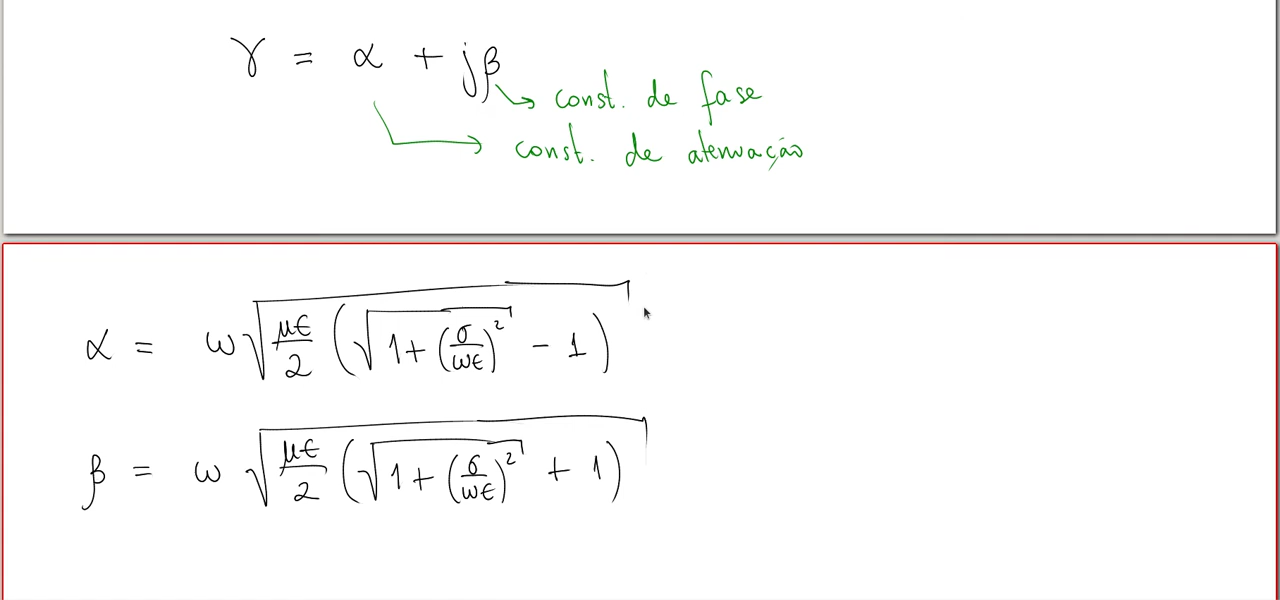 γ = α + jβ
const. de fase
const. de atenuação
α = ω√(με/2 (√(1+(σ/ωε)²) - 1))
β = ω√(με/2 (√(1+(σ/ωε)²) + 1))